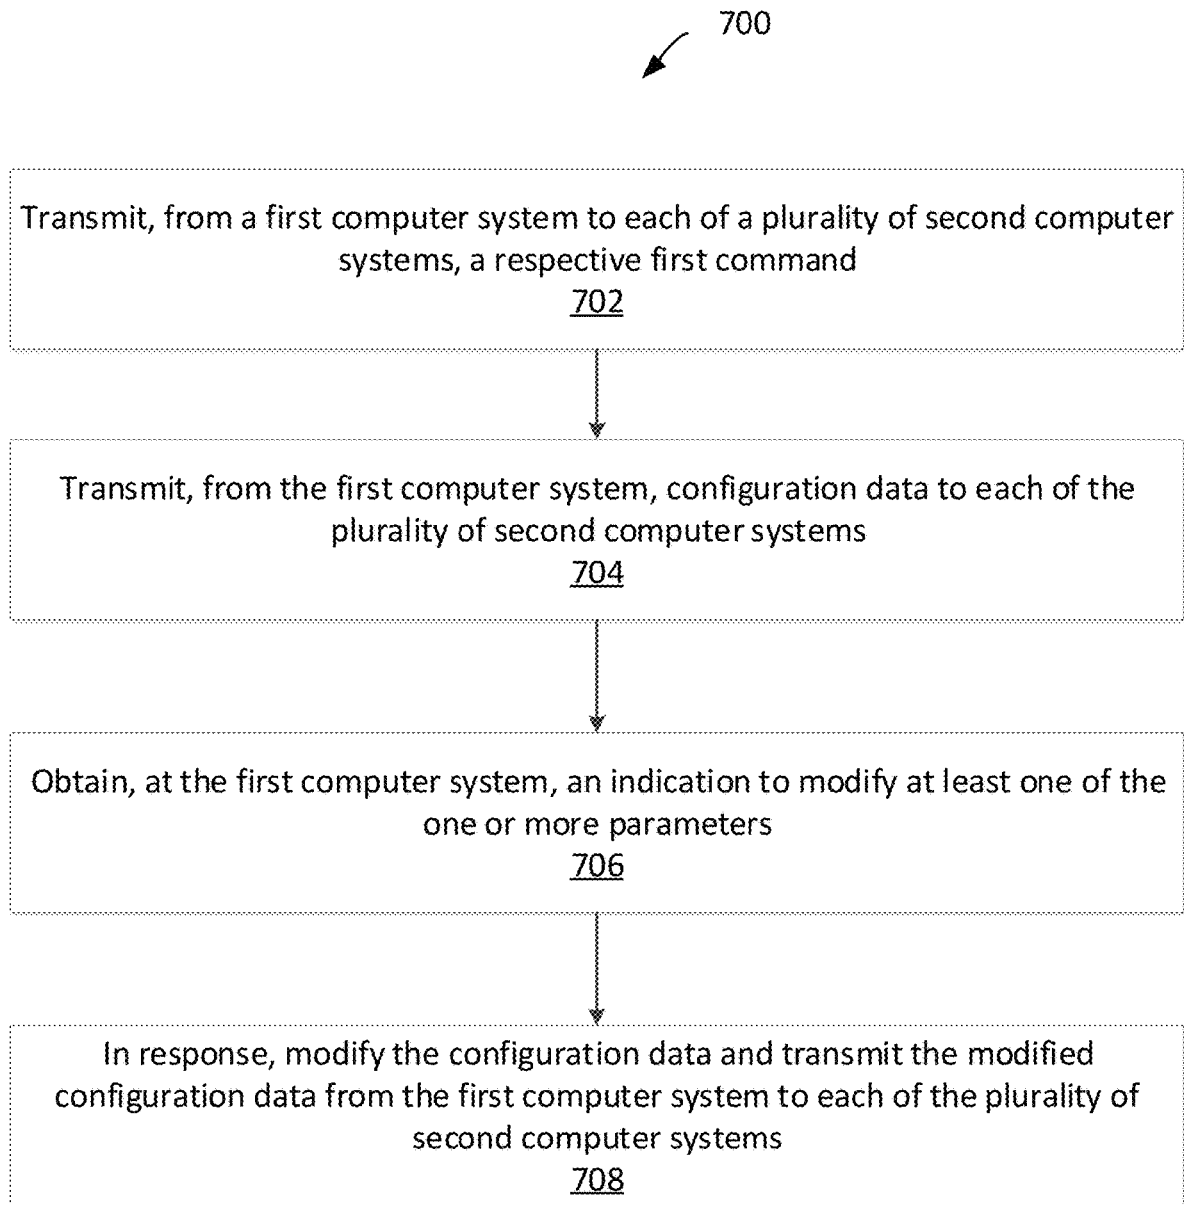 700
Transmit, from a first computer system to each of a plurality of second computer
systems, a respective first command
702
Transmit, from the first computer system, configuration data to each of the
plurality of second computer systems
704
Obtain, at the first computer system, an indication to modify at least one of the
one or more parameters
706
In response, modify the configuration data and transmit the modified
configuration data from the first computer system to each of the plurality of
second computer systems
708